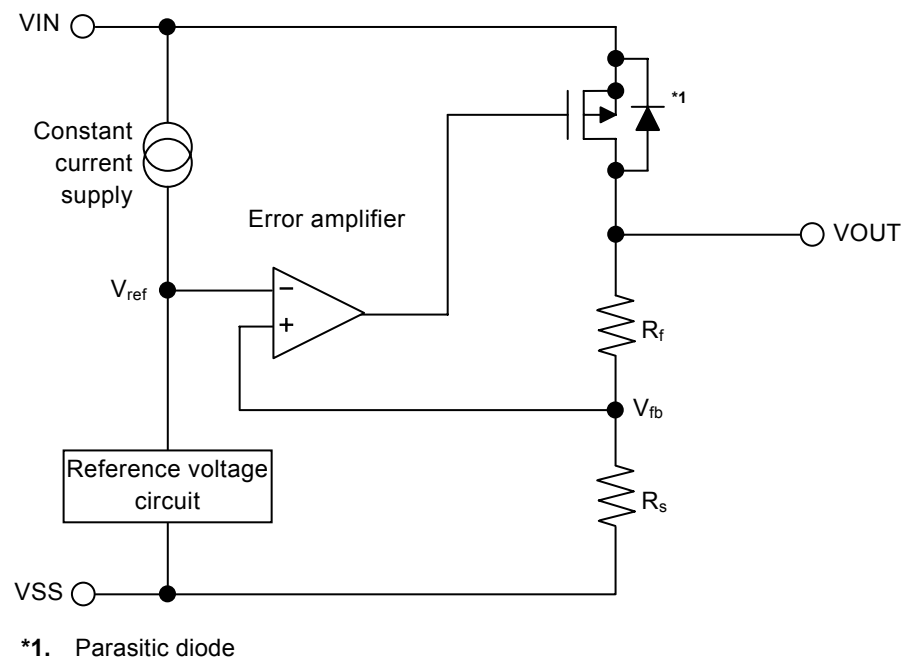 VIN
*1
Constant
current
supply
Error amplifier
VOUT
Vref
−
+
Rf
Vfb
Reference voltage
circuit
Rs
VSS
*1. Parasitic diode